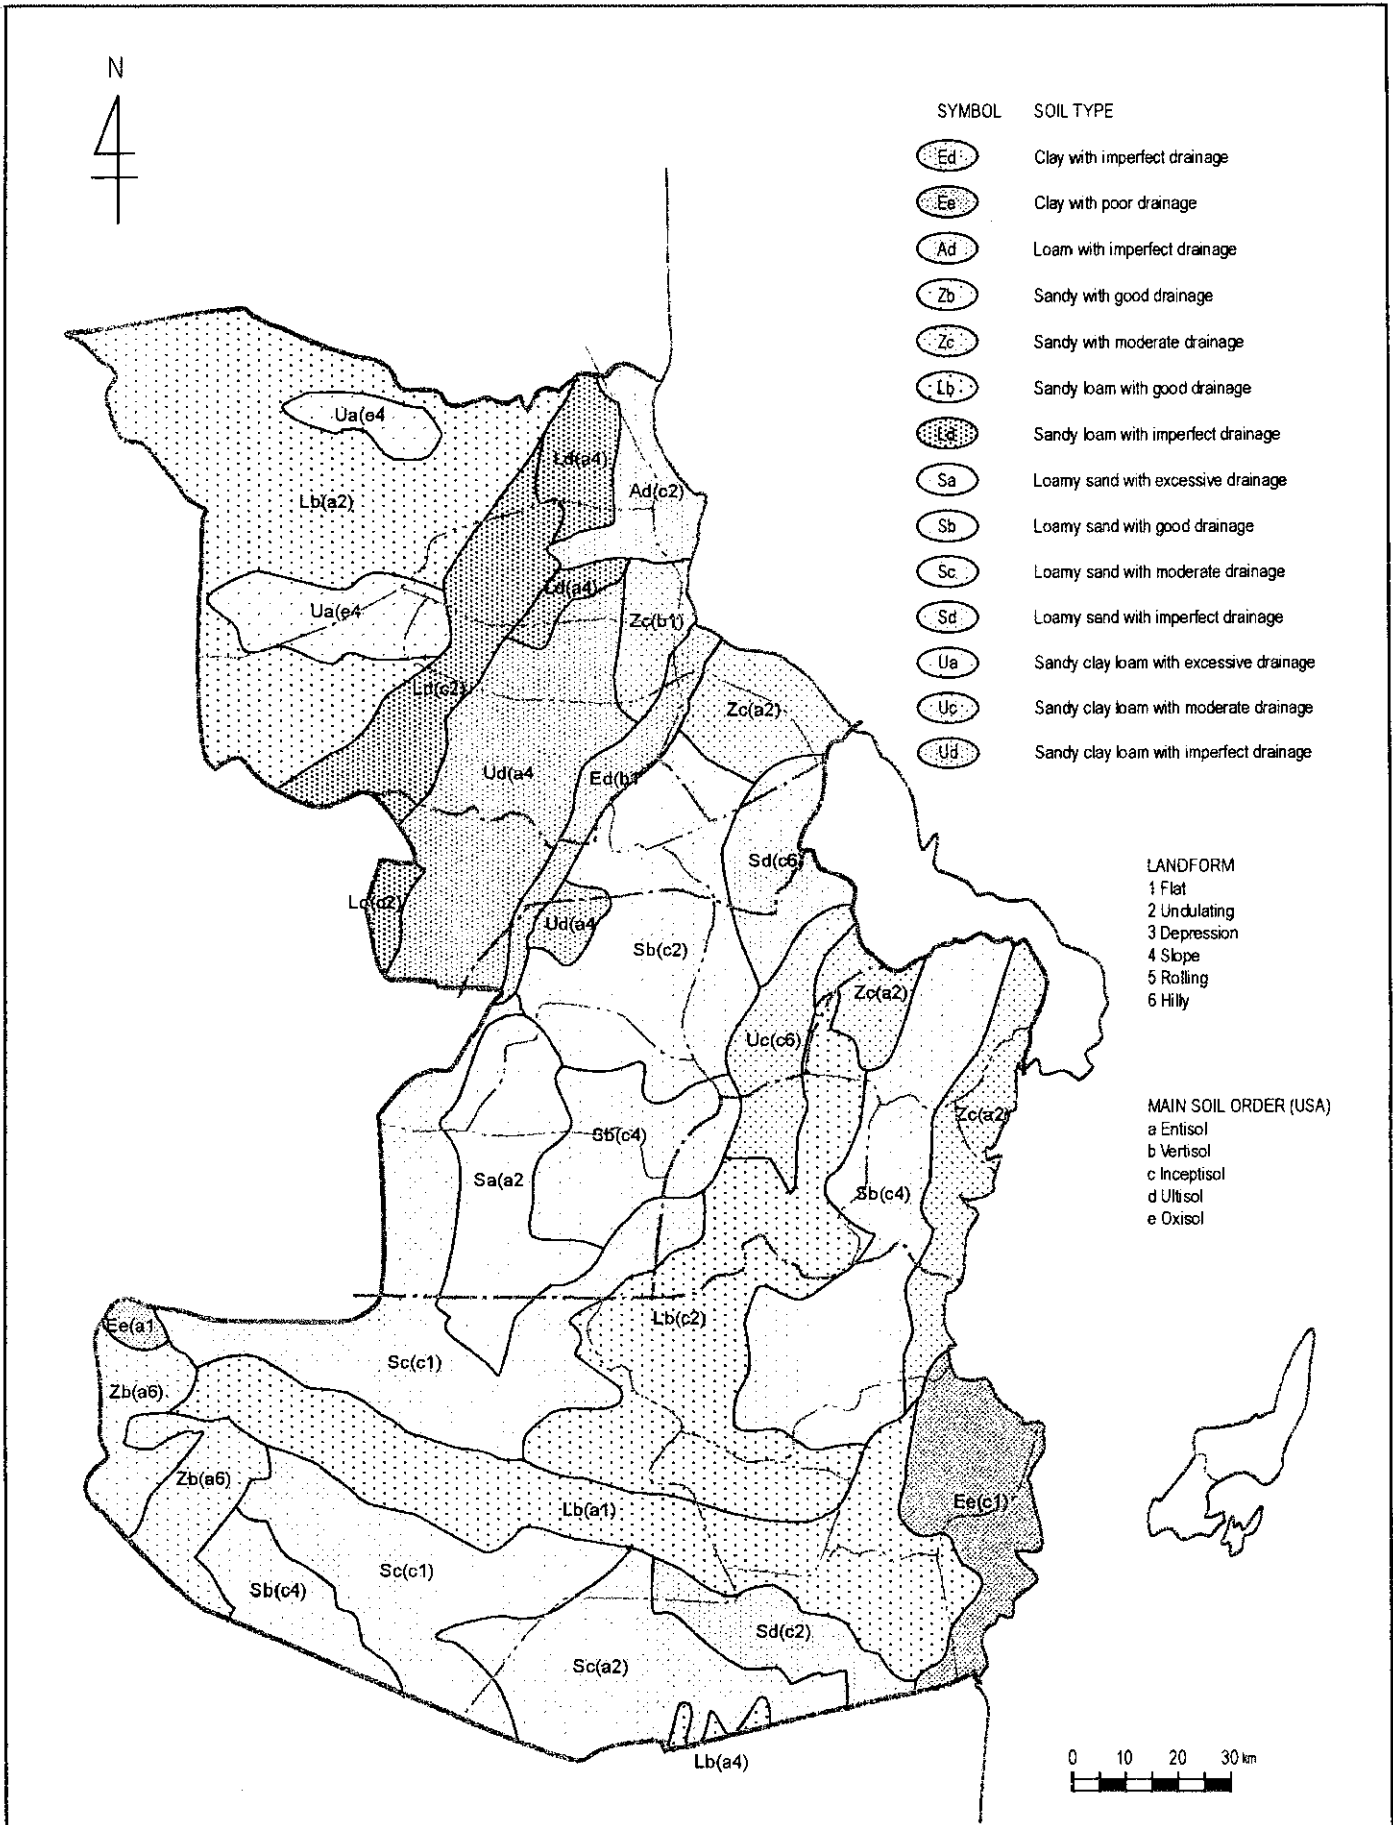 N
SYMBOL SOIL TYPE
Ed Clay with imperfect drainage
Ee Clay with poor drainage
Ad Loam with imperfect drainage
Zb Sandy with good drainage
Zc Sandy with moderate drainage
Lb Sandy loam with good drainage
Ld Sandy loam with imperfect drainage
Sa Loamy sand with excessive drainage
Sb Loamy sand with good drainage
Sc Loamy sand with moderate drainage
Sd Loamy sand with imperfect drainage
Ua Sandy clay loam with excessive drainage
Uc Sandy clay loam with moderate drainage
Ud Sandy clay loam with imperfect drainage
LANDFORM
1 Flat
2 Undulating
3 Depression
4 Slope
5 Rolling
6 Hilly
MAIN SOIL ORDER (USA)
a Entisol
b Vertisol
c Inceptisol
d Ultisol
e Oxisol
Ua(e4
Ld(a4)
Lb(a2)
Ad(c2)
Ld(a4)
Ua(e4
Zc(b1)
Ld(c2)
Zc(a2)
Ud(a4
Ed(b1
Sd(c6)
Ud(a4
Sb(c2)
Zc(a2)
Uc(c6)
Zc(a2)
Sb(c4)
Sa(a2
Sb(c4)
Lb(c2)
Ee(a1
Sc(c1)
Zb(a6)
Zb(a6)
Ee(c1)
Lb(a1)
Sc(c1)
Sb(c4)
Sd(c2)
Sc(a2)
Lb(a4)
0 10 20 30 km